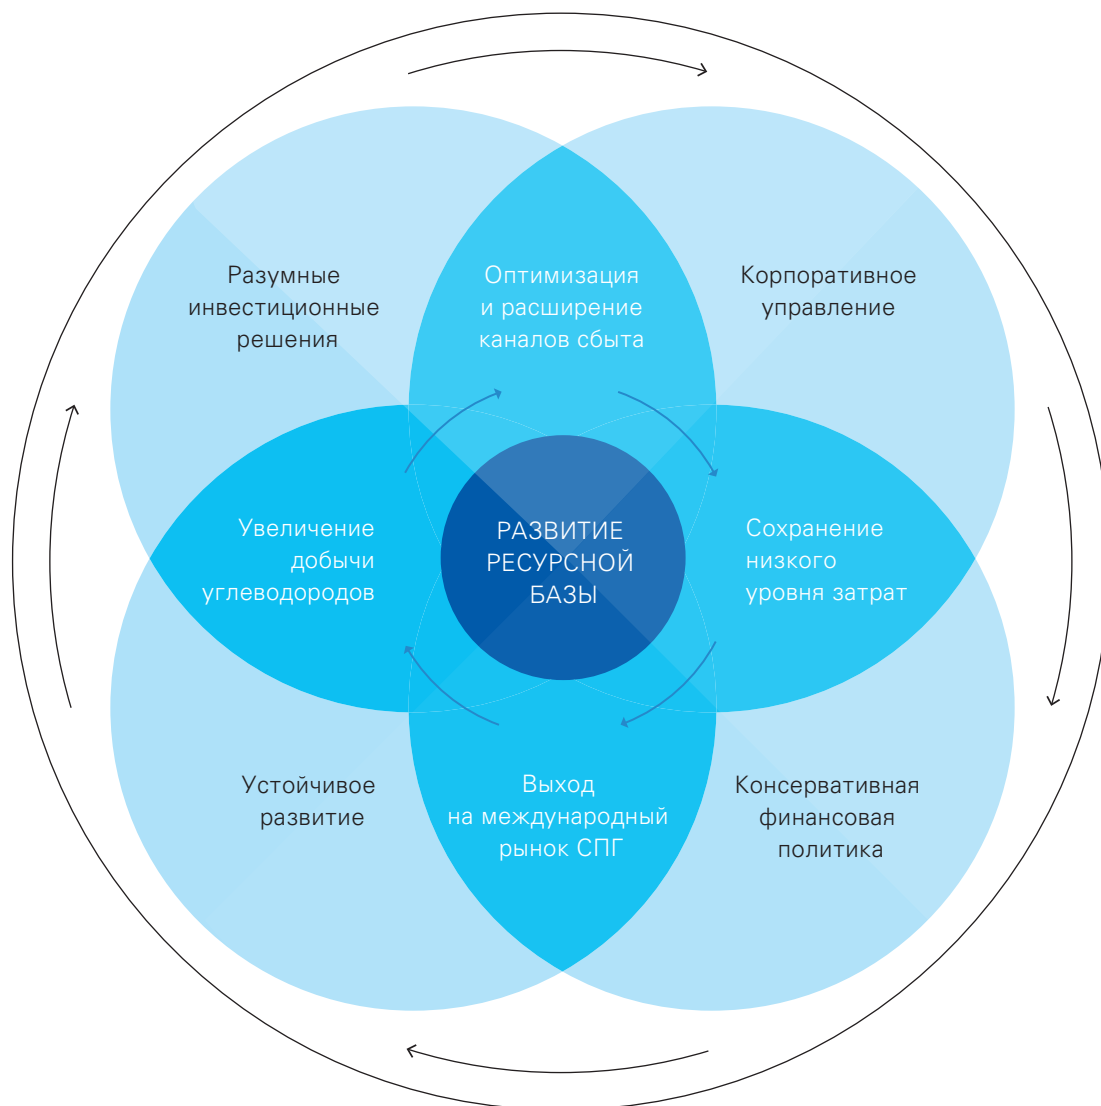 Разумные
инвестиционные
решения
Оптимизация
и расширение
каналов сбыта
Корпоративное
управление
Увеличение
добычи
углеводородов
РАЗВИТИЕ
РЕСУРСНОЙ
БАЗЫ
Сохранение
низкого
уровня затрат
Устойчивое
развитие
Выход
на международный
рынок СПГ
Консервативная
финансовая
политика